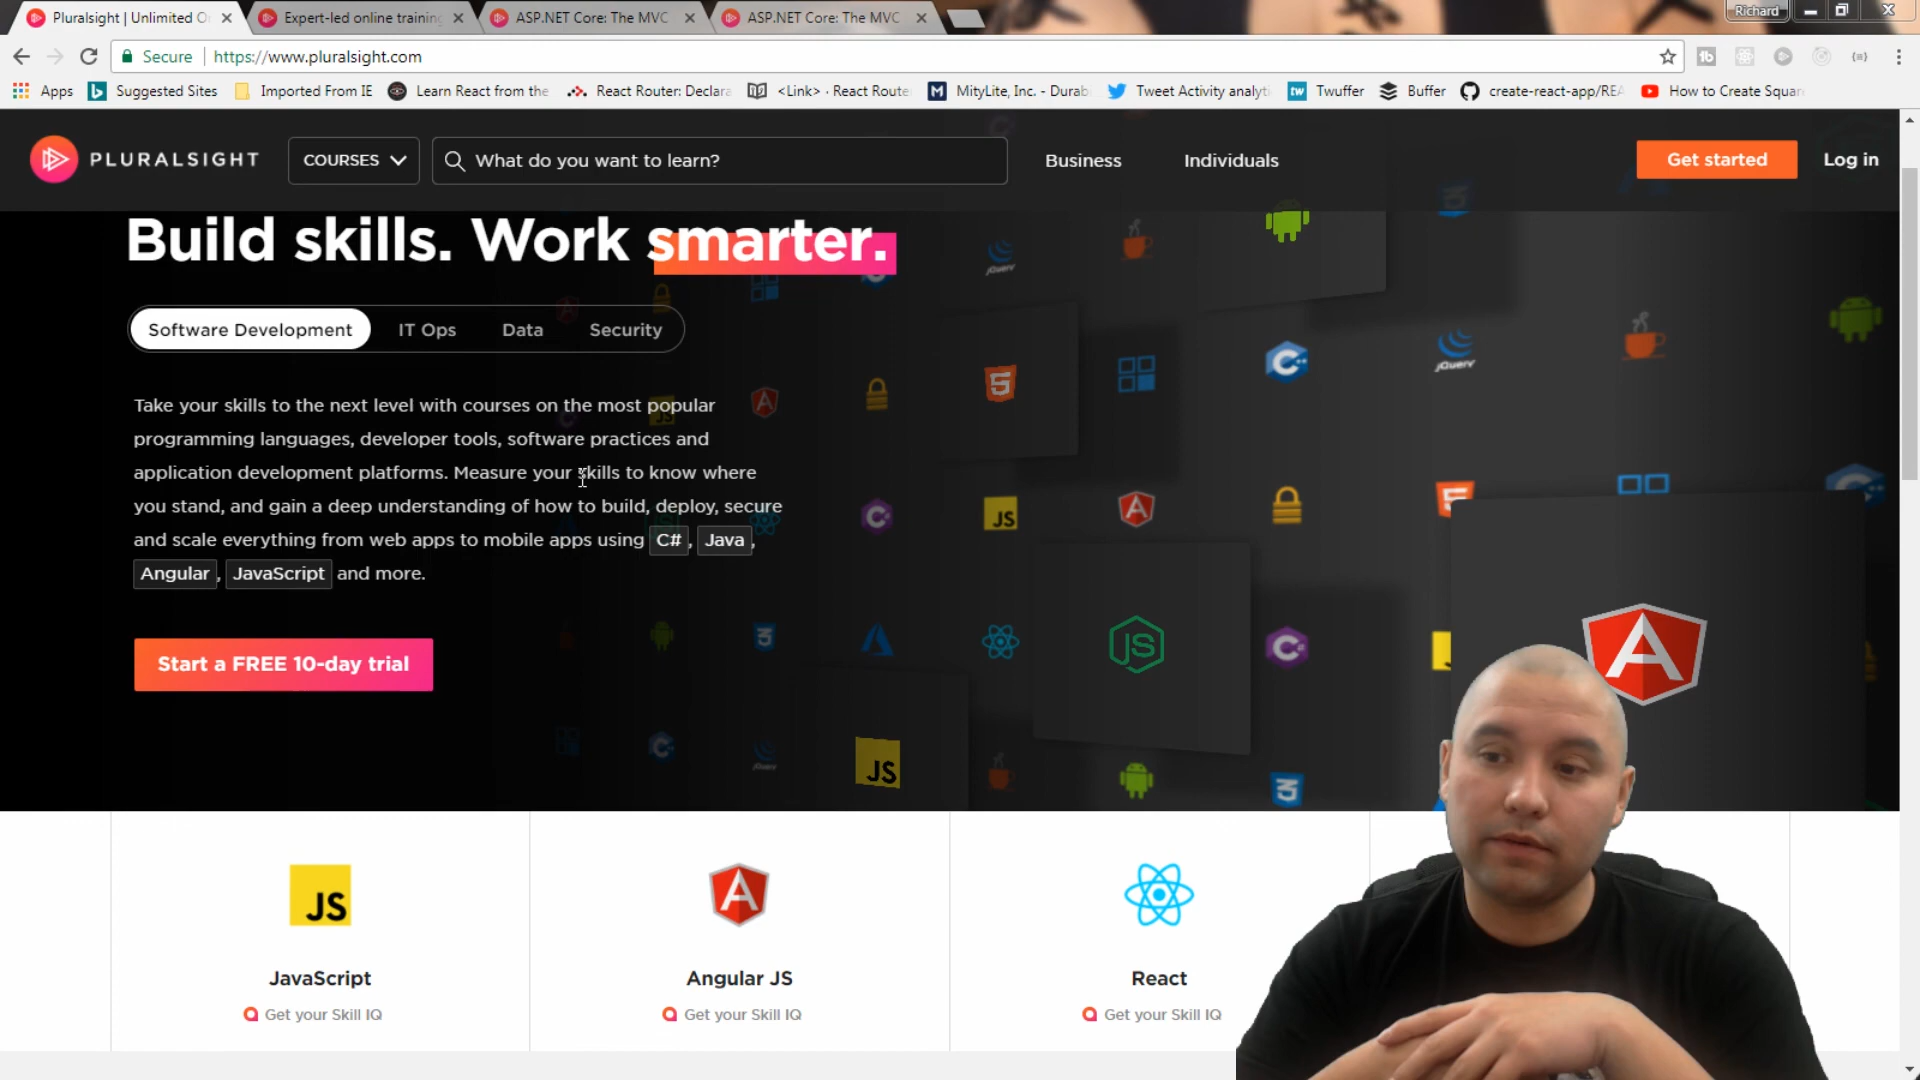 Pluralsight | Unlimited O
Expert-led online training
ASP.NET Core: The MVC
ASP.NET Core: The MVC
Richard
Secure
https://www.pluralsight.com
Apps
Suggested Sites
Imported From IE
Learn React from the
React Router: Declara
<Link> · React Route
MityLite, Inc. - Durab
Tweet Activity analyti
Twuffer
Buffer
create-react-app/REA
How to Create Squar
PLURALSIGHT
COURSES
What do you want to learn?
Business
Individuals
Get started
Log in
Build skills. Work smarter.
Software Development
IT Ops
Data
Security
Take your skills to the next level with courses on the most popular
programming languages, developer tools, software practices and
application development platforms. Measure your skills to know where
you stand, and gain a deep understanding of how to build, deploy, secure
and scale everything from web apps to mobile apps using C#, Java,
Angular, JavaScript and more.
Start a FREE 10-day trial
JavaScript
Get your Skill IQ
Angular JS
Get your Skill IQ
React
Get your Skill IQ